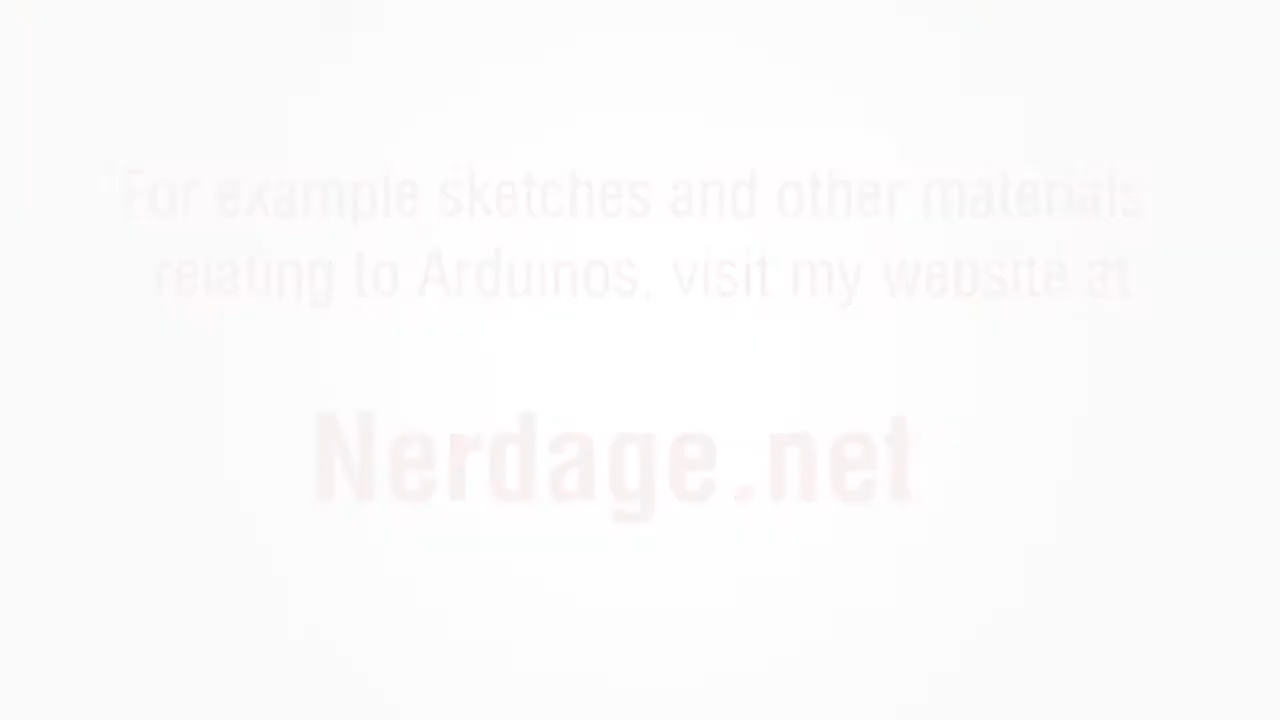 For example sketches and other materials
relating to Arduinos, visit my website at
Nerdage.net